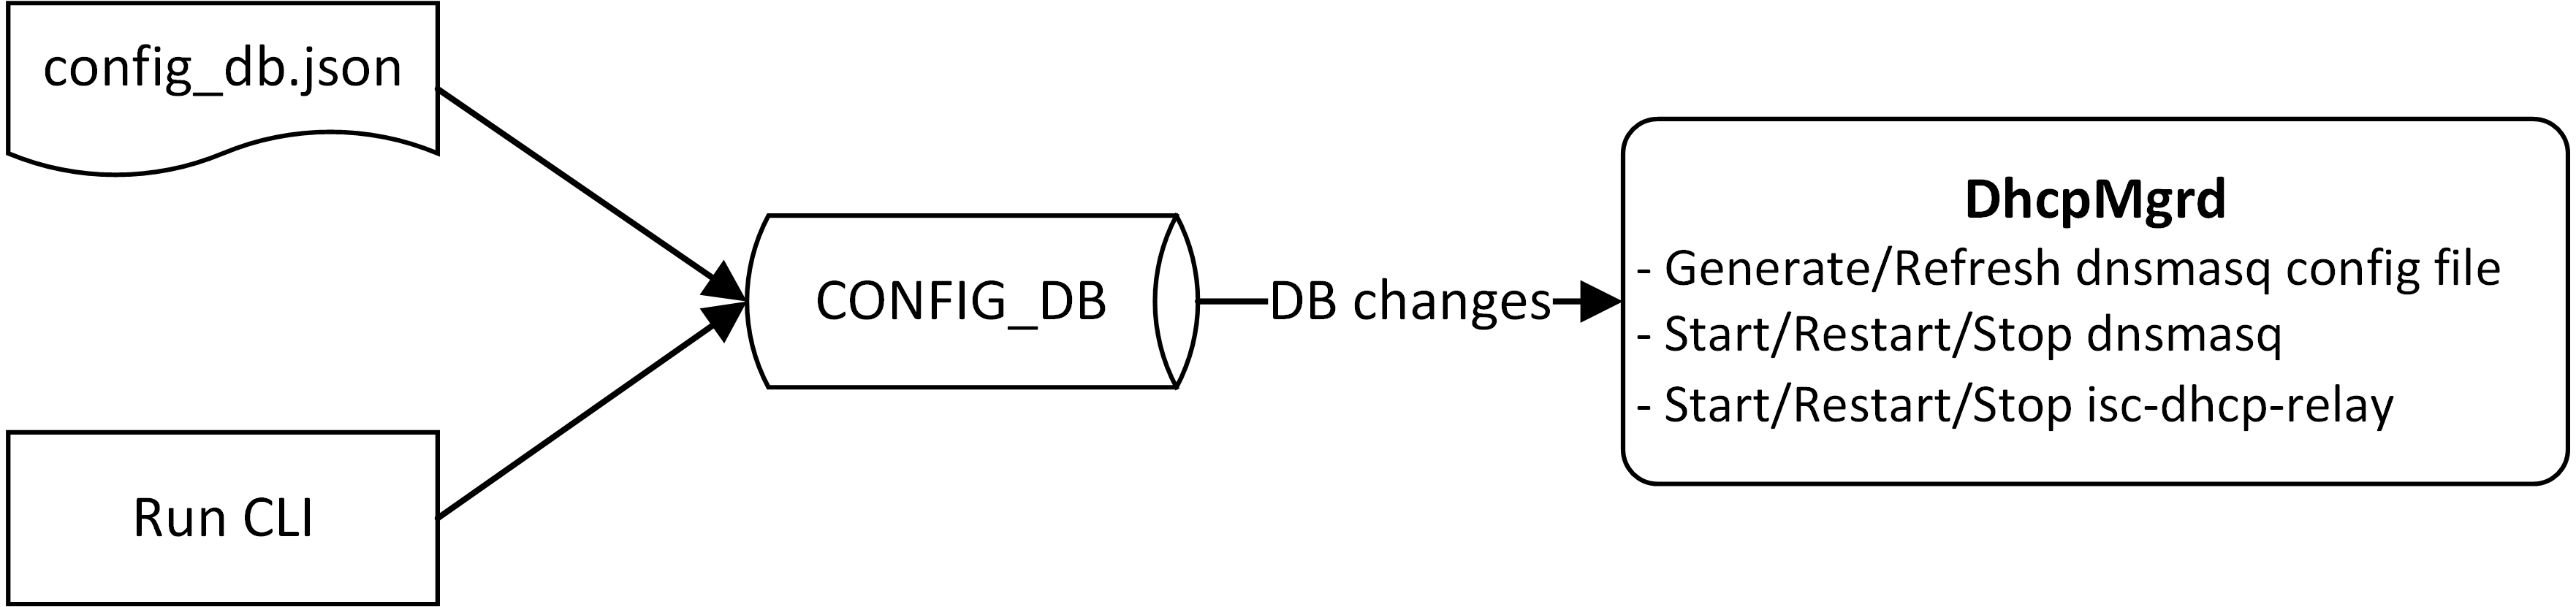 config_db.json
Run CLI
CONFIG_DB
DB changes
DhcpMgrd
- Generate/Refresh dnsmasq config file
- Start/Restart/Stop dnsmasq
- Start/Restart/Stop isc-dhcp-relay